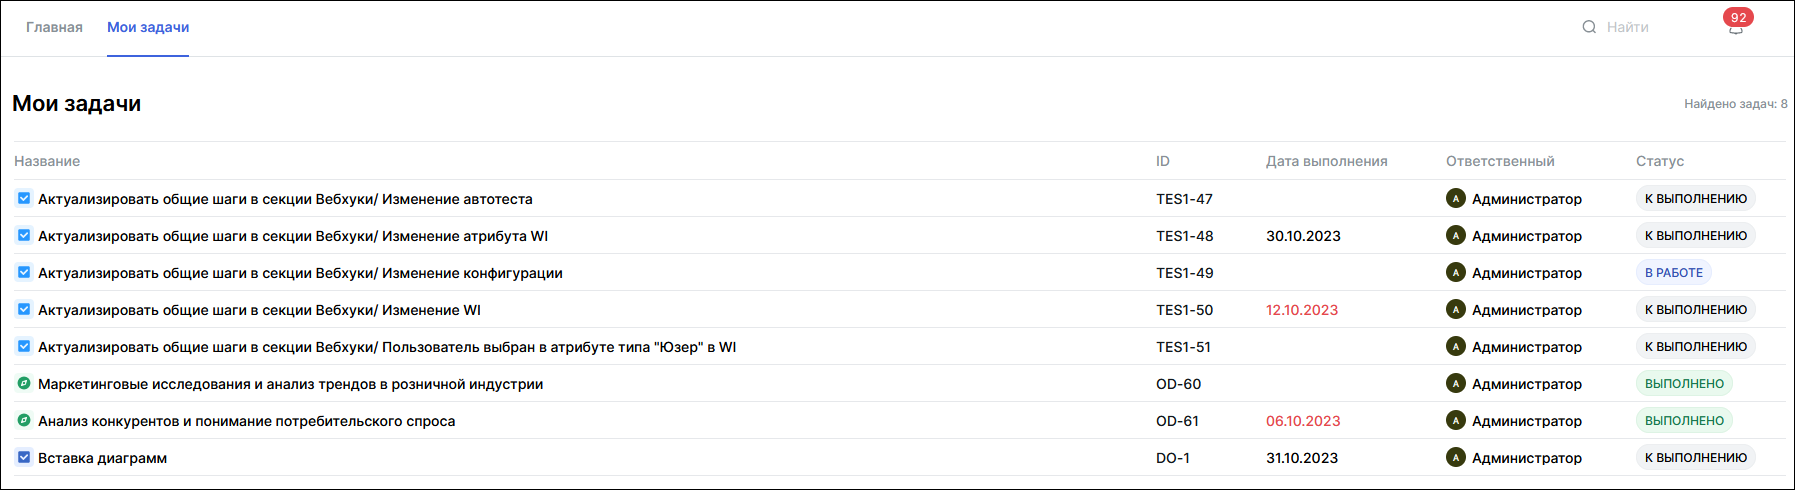 Главная Мои задачи Найти 92
Мои задачи Найдено задач: 8
Название ID Дата выполнения Ответственный Статус
Актуализировать общие шаги в секции Вебхуки/ Изменение автотеста TES1-47 А Администратор К ВЫПОЛНЕНИЮ
Актуализировать общие шаги в секции Вебхуки/ Изменение атрибута WI TES1-48 30.10.2023 А Администратор К ВЫПОЛНЕНИЮ
Актуализировать общие шаги в секции Вебхуки/ Изменение конфигурации TES1-49 А Администратор В РАБОТЕ
Актуализировать общие шаги в секции Вебхуки/ Изменение WI TES1-50 12.10.2023 А Администратор К ВЫПОЛНЕНИЮ
Актуализировать общие шаги в секции Вебхуки/ Пользователь выбран в атрибуте типа "Юзер" в WI TES1-51 А Администратор К ВЫПОЛНЕНИЮ
Маркетинговые исследования и анализ трендов в розничной индустрии OD-60 А Администратор ВЫПОЛНЕНО
Анализ конкурентов и понимание потребительского спроса OD-61 06.10.2023 А Администратор ВЫПОЛНЕНО
Вставка диаграмм DO-1 31.10.2023 А Администратор К ВЫПОЛНЕНИЮ